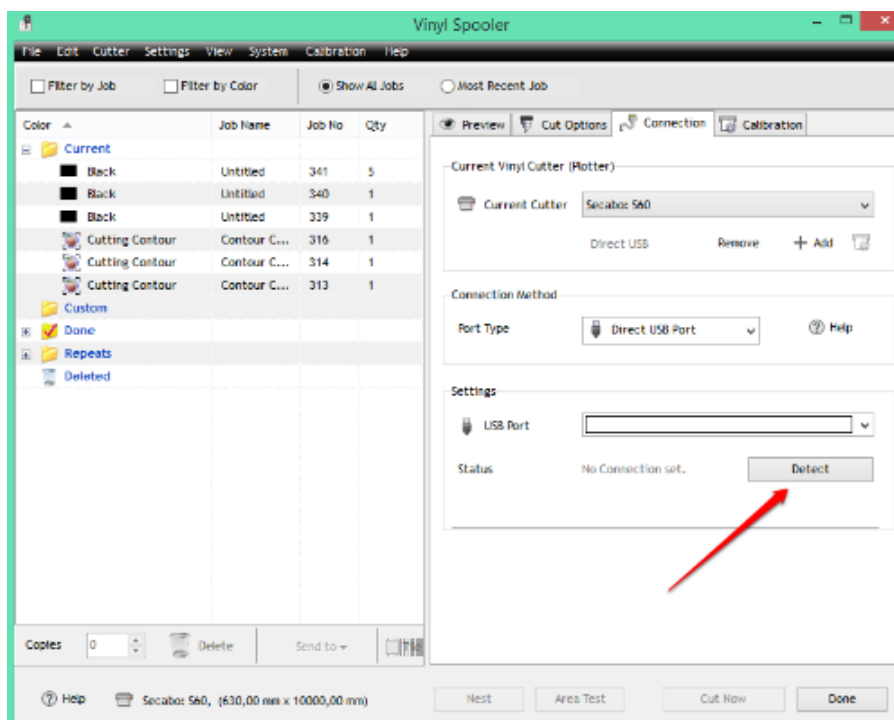 Vinyl Spooler
File Edit Cutter Settings View System Calibration Help
Filter by Job Filter by Color Show All Jobs Most Recent Job
Color Job Name Job No Qty
Current
Black Untitled 341 5
Black Untitled 340 1
Black Untitled 339 1
Cutting Contour Contour C... 316 1
Cutting Contour Contour C... 314 1
Cutting Contour Contour C... 313 1
Custom
Done
Repeats
Deleted
Preview Cut Options Connection Calibration
Current Vinyl Cutter (Plotter)
Current Cutter Secabo: S60
Direct USB Remove + Add
Connection Method
Port Type Direct USB Port Help
Settings
USB Port
Status No Connection set. Detect
Copies 0 Delete Send to
Help Secabo: S60, (630,00 mm x 10000,00 mm) Nest Area Test Cut Now Done